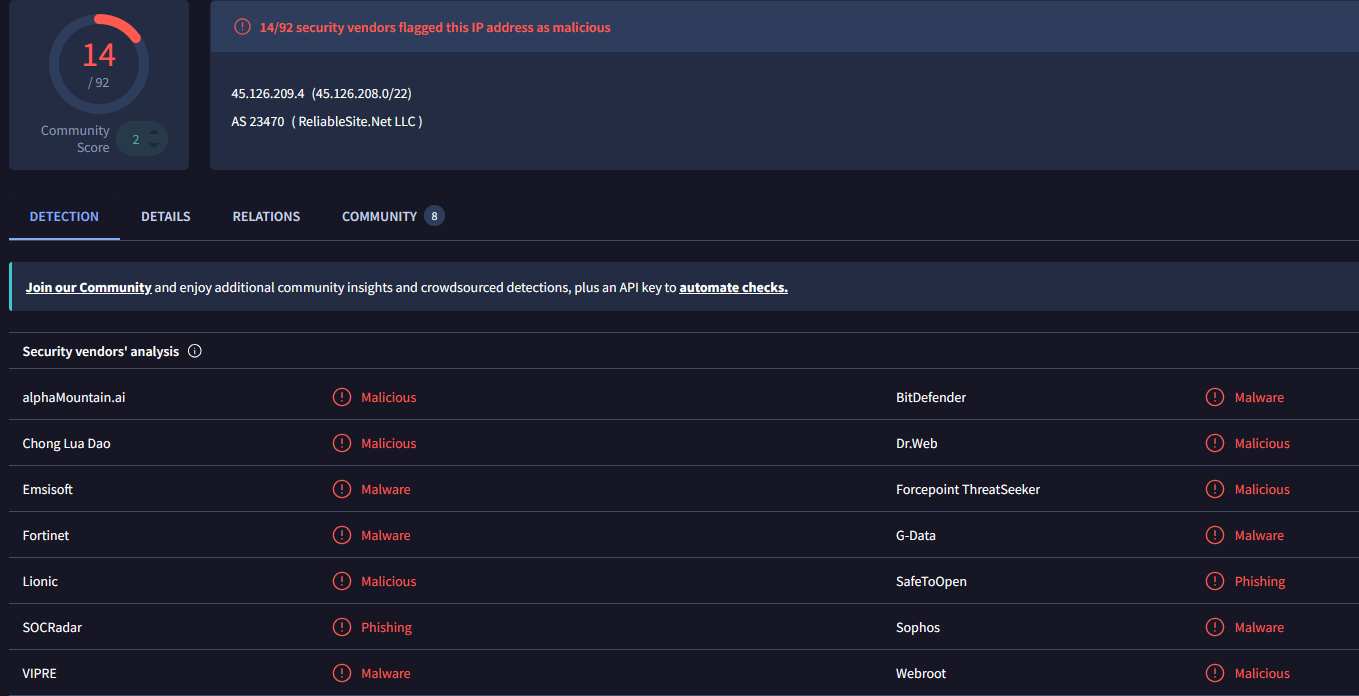 14
/ 92
Community
Score
2
14/92 security vendors flagged this IP address as malicious
45.126.209.4 (45.126.208.0/22)
AS 23470 ( ReliableSite.Net LLC )
DETECTION DETAILS RELATIONS COMMUNITY 8
Join our Community and enjoy additional community insights and crowdsourced detections, plus an API key to automate checks.
Security vendors' analysis
alphaMountain.ai Malicious BitDefender Malware
Chong Lua Dao Malicious Dr.Web Malicious
Emsisoft Malware Forcepoint ThreatSeeker Malicious
Fortinet Malware G-Data Malware
Lionic Malicious SafeToOpen Phishing
SOCRadar Phishing Sophos Malware
VIPRE Malware Webroot Malicious